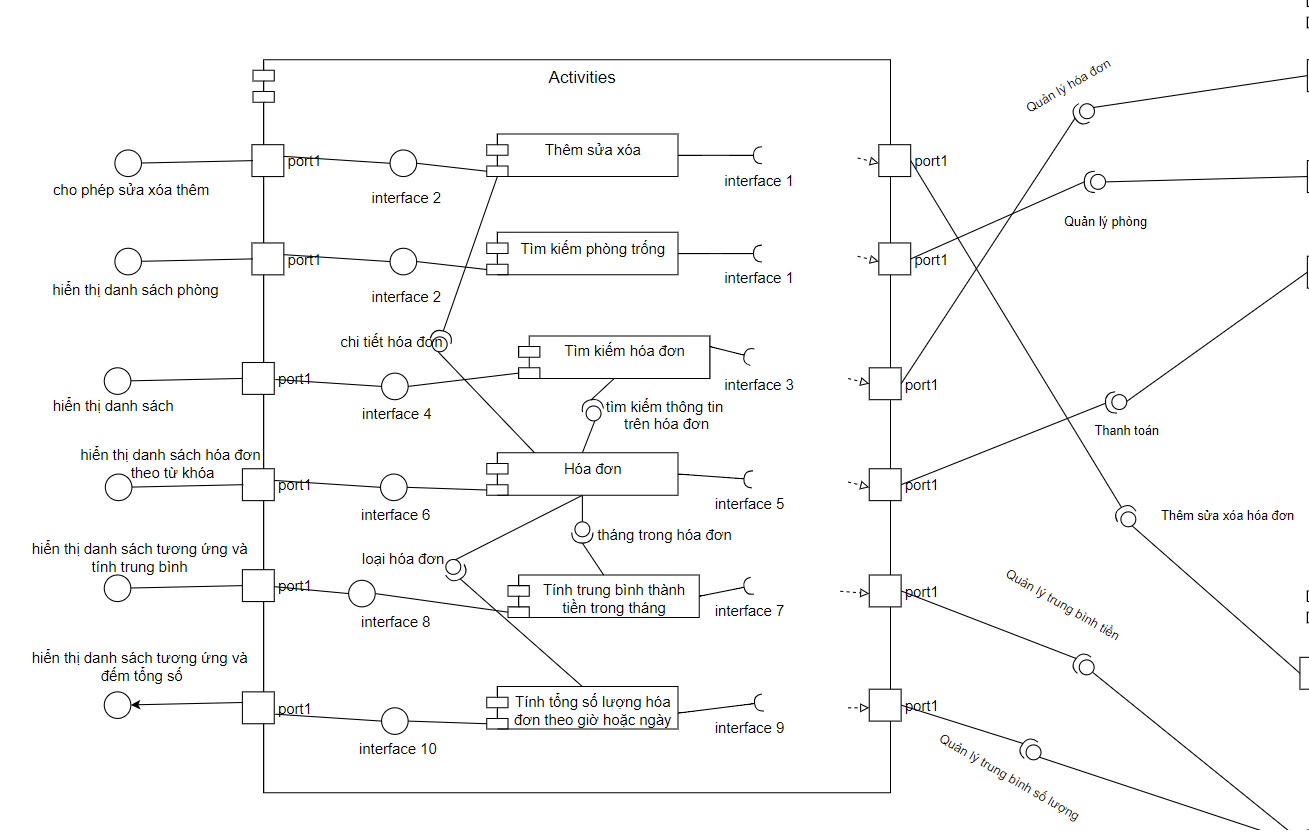 Quản lý hóa đơn
Activities
port1
port1
Thêm sửa xóa
interface 1
cho phép sửa xóa thêm
interface 2
Quản lý phòng
port1
port1
Tìm kiếm phòng trống
interface 1
hiển thị danh sách phòng
interface 2
chi tiết hóa đơn
Tìm kiếm hóa đơn
port1
interface 3
port1
hiển thị danh sách
interface 4
tìm kiếm thông tin
trên hóa đơn
Thanh toán
hiển thị danh sách hóa đơn
theo từ khóa
Hóa đơn
port1
port1
interface 5
interface 6
Thêm sửa xóa hóa đơn
tháng trong hóa đơn
hiển thị danh sách tương ứng và
tính trung bình
loại hóa đơn
port1
Tính trung bình thành
tiền trong tháng
port1
interface 7
interface 8
Quản lý trung bình tiền
hiển thị danh sách tương ứng và
đếm tổng số
port1
Tính tổng số lượng hóa
đơn theo giờ hoặc ngày
port1
interface 9
interface 10
Quản lý trung bình số lượng